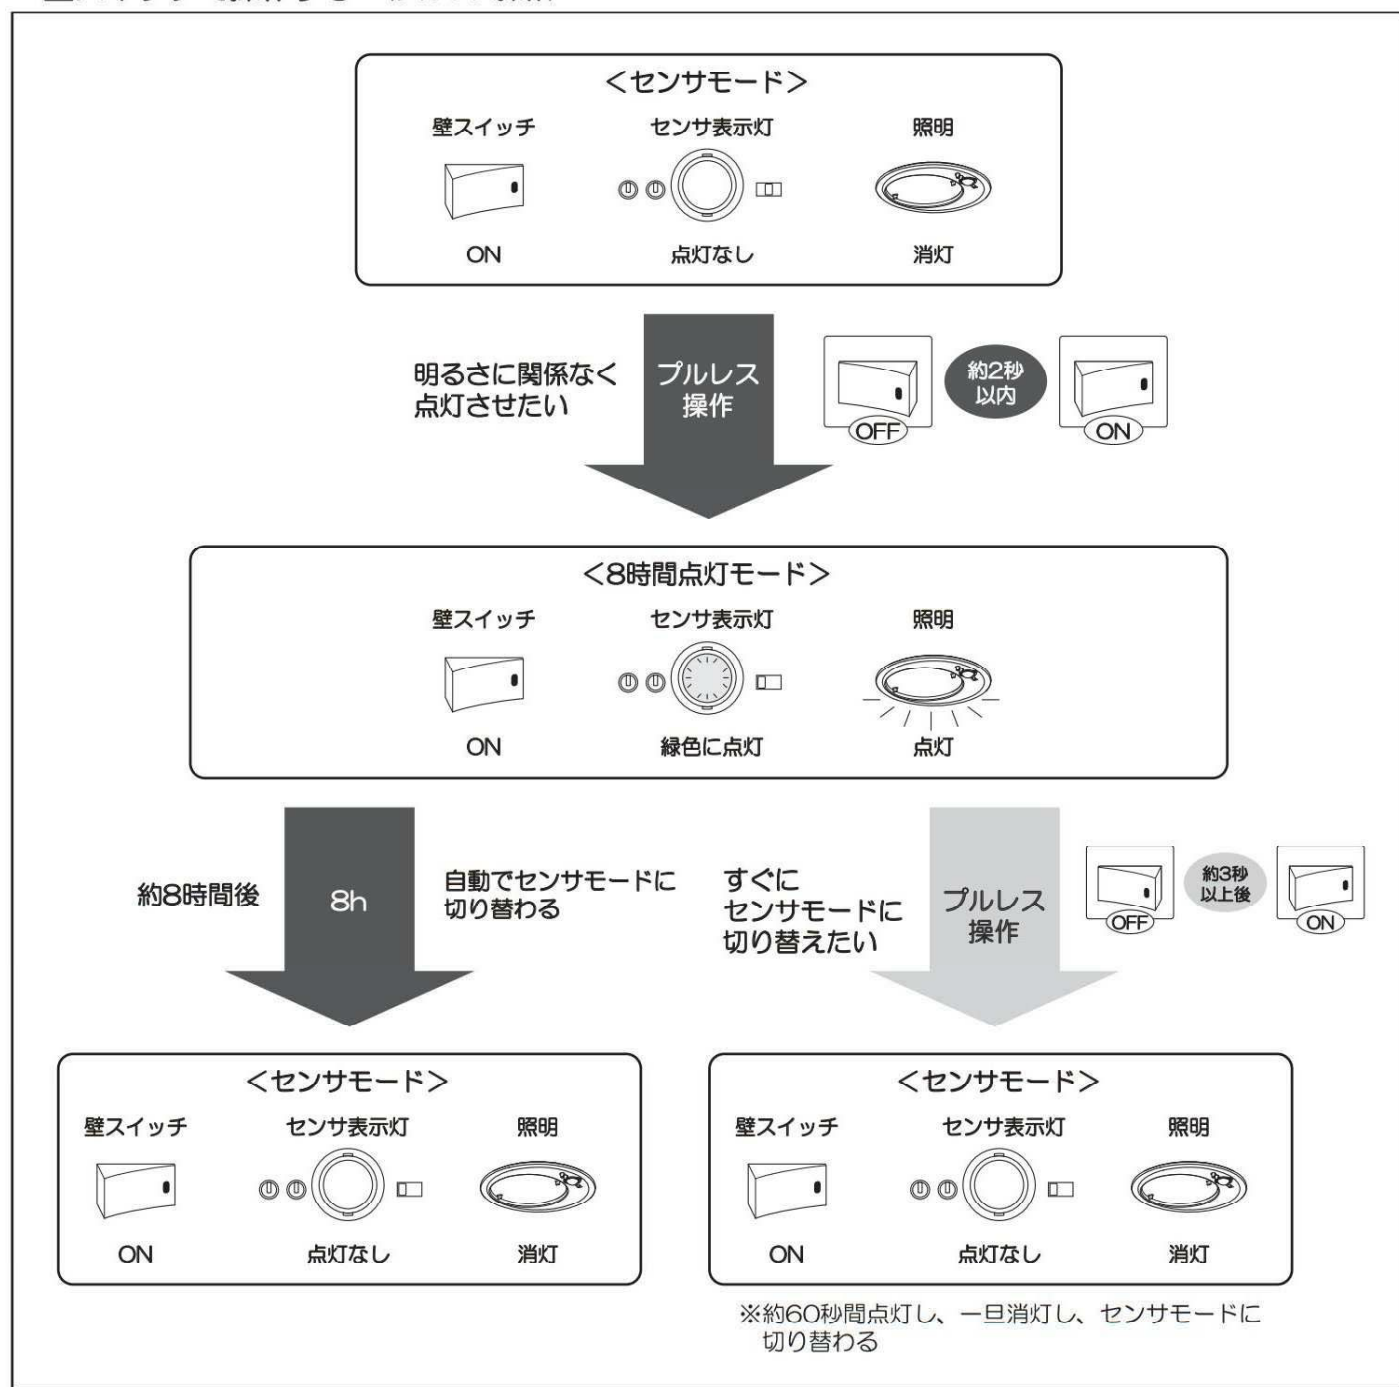 ＜センサモード＞
壁スイッチ
センサ表示灯
照明
ON
点灯なし
消灯
明るさに関係なく
点灯させたい
プルレス
操作
OFF
約2秒
以内
ON
＜8時間点灯モード＞
壁スイッチ
センサ表示灯
照明
ON
緑色に点灯
点灯
約8時間後
8h
自動でセンサモードに
切り替わる
すぐに
センサモードに
切り替えたい
プルレス
操作
OFF
約3秒
以上後
ON
＜センサモード＞
壁スイッチ
センサ表示灯
照明
ON
点灯なし
消灯
＜センサモード＞
壁スイッチ
センサ表示灯
照明
ON
点灯なし
消灯
※約60秒間点灯し、一旦消灯し、センサモードに
切り替わる